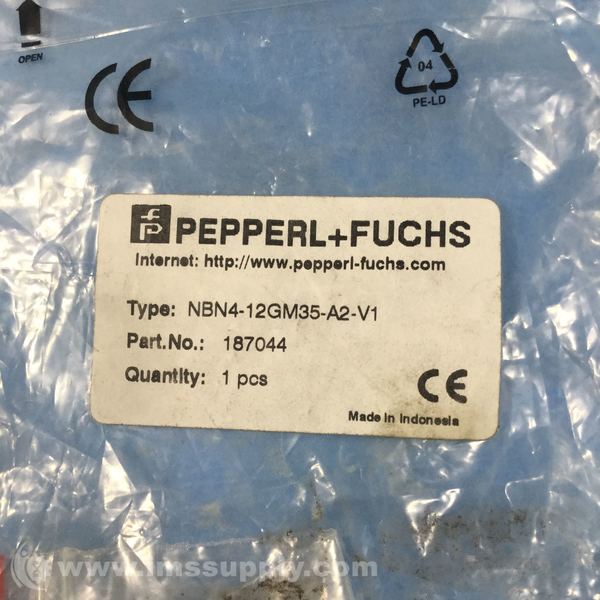 OPEN
CE
04
PE-LD
PEPPERL+FUCHS
Internet: http://www.pepperl-fuchs.com
Type: NBN4-12GM35-A2-V1
Part.No.: 187044
Quantity: 1 pcs
CE
Made in Indonesia
www.imssupply.com